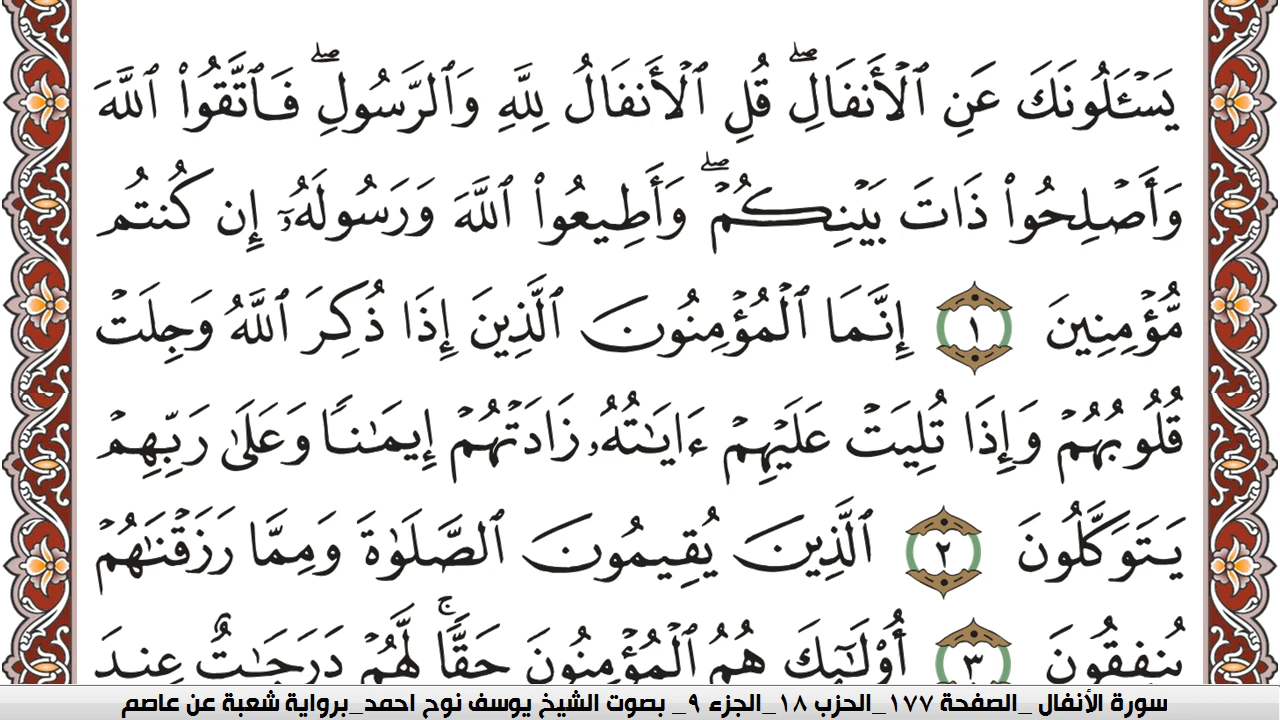 يَسْـَٔلُونَكَ عَنِ ٱلْأَنفَالِۖ قُلِ ٱلْأَنفَالُ لِلَّهِ وَٱلرَّسُولِۖ فَٱتَّقُوا۟ ٱللَّهَ
وَأَصْلِحُوا۟ ذَاتَ بَيْنِكُمْۖ وَأَطِيعُوا۟ ٱللَّهَ وَرَسُولَهُۥٓ إِن كُنتُم
مُّؤْمِنِينَ ١ إِنَّمَا ٱلْمُؤْمِنُونَ ٱلَّذِينَ إِذَا ذُكِرَ ٱللَّهُ وَجِلَتْ
قُلُوبُهُمْ وَإِذَا تُلِيَتْ عَلَيْهِمْ ءَايَـٰتُهُۥ زَادَتْهُمْ إِيمَـٰنًا وَعَلَىٰ رَبِّهِمْ
يَتَوَكَّلُونَ ٢ ٱلَّذِينَ يُقِيمُونَ ٱلصَّلَوٰةَ وَمِمَّا رَزَقْنَـٰهُمْ
يُنفِقُونَ ٣ أُو۟لَـٰٓئِكَ هُمُ ٱلْمُؤْمِنُونَ حَقًّاۚ لَّهُمْ دَرَجَـٰتٌ عِندَ
سورة الأنفال _الصفحة ١٧٧_الحزب ١٨_الجزء ٩_ بصوت الشيخ يوسف نوح احمد_برواية شعبة عن عاصم